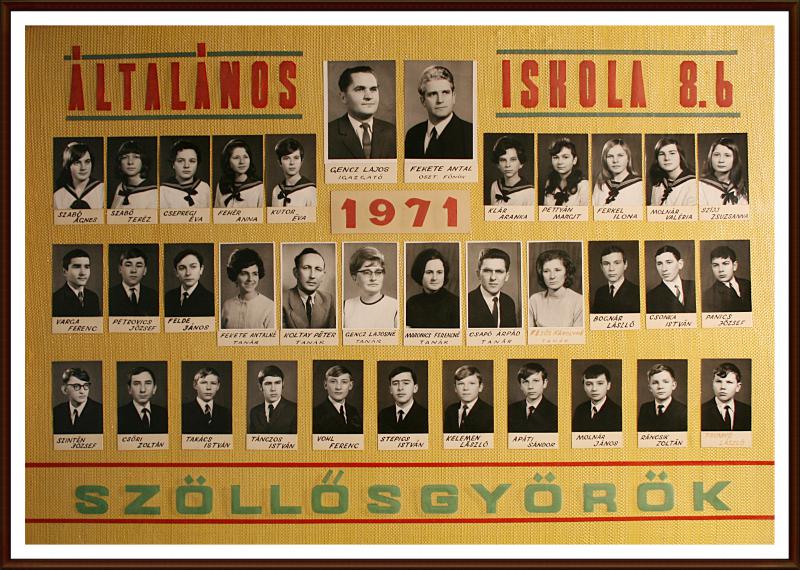 ÁLTALÁNOS ISKOLA 8.b
GENCZ LAJOS
IGAZGATÓ
FEKETE ANTAL
OSZT. FŐNÖK
1971
SZABÓ ÁGNES
SZABÓ TERÉZ
CSEPREGI ÉVA
FEHÉR ANNA
KUTOR ÉVA
KLÁR ARANKA
PETTYÁN MARGIT
FERKEL ILONA
MOLNÁR VALÉRIA
SZIJJ ZSUZSANNA
VARGA FERENC
PETROVICS JÓZSEF
FELDE JÁNOS
FEKETE ANTALNÉ
TANÁR
KOLTAY PÉTER
TANÁR
GENCZ LAJOSNÉ
TANÁR
MARONICS FERENCNÉ
TANÁR
CSAPÓ ÁRPÁD
TANÁR
TANÁR
BOGNÁR LÁSZLÓ
CSONKA ISTVÁN
PANICS JÓZSEF
SZINTÉN JÓZSEF
CSŐRI ZOLTÁN
TAKÁCS ISTVÁN
TÁNCZOS ISTVÁN
VOHL FERENC
STEPICS ISTVÁN
KELEMEN LÁSZLÓ
APÁTI SÁNDOR
MOLNÁR JÁNOS
RÁNCSIK ZOLTÁN
LÁSZLÓ
SZÖLLŐSGYÖRÖK